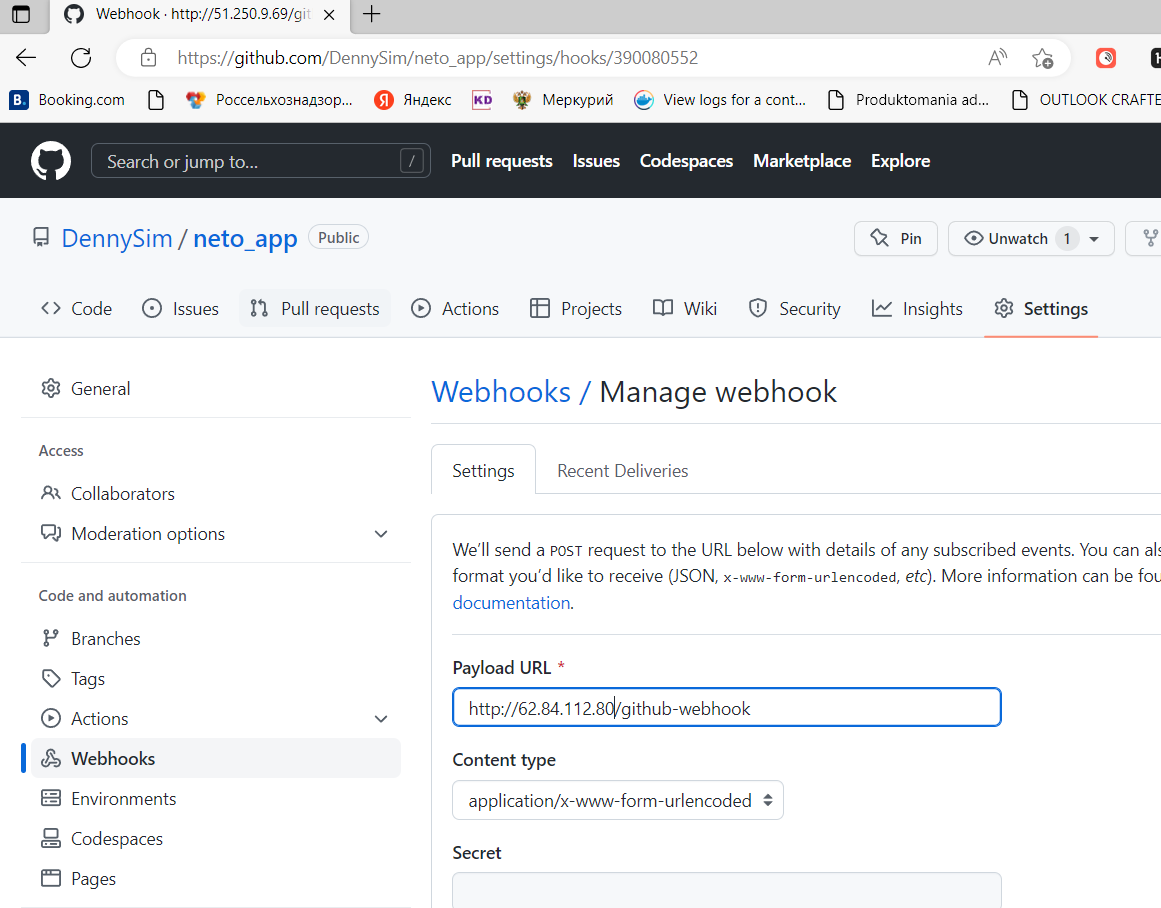 Webhook · http://51.250.9.69/git
https://github.com/DennySim/neto_app/settings/hooks/390080552
B. Booking.com Россельхознадзор... Я Яндекс KD Меркурий View logs for a cont... Produktomania ad... OUTLOOK CRAFTE
Search or jump to... / Pull requests Issues Codespaces Marketplace Explore
DennySim / neto_app Public Pin Unwatch 1
Code Issues Pull requests Actions Projects Wiki Security Insights Settings
General
Access
Collaborators
Moderation options
Code and automation
Branches
Tags
Actions
Webhooks
Environments
Codespaces
Pages
Webhooks / Manage webhook
Settings Recent Deliveries
We’ll send a POST request to the URL below with details of any subscribed events. You can als
format you’d like to receive (JSON, x-www-form-urlencoded, etc). More information can be fou
documentation.
Payload URL *
http://62.84.112.80/github-webhook
Content type
application/x-www-form-urlencoded
Secret